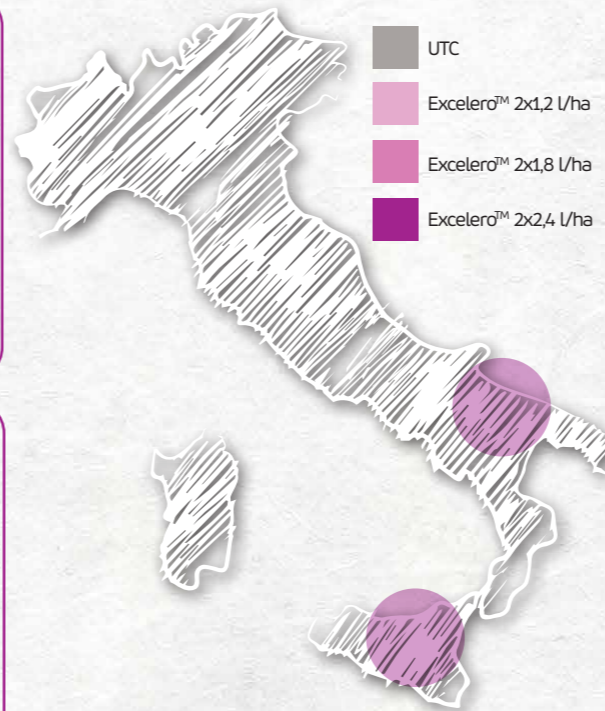 UTC
Excelero™ 2x1,2 l/ha
Excelero™ 2x1,8 l/ha
Excelero™ 2x2,4 l/ha